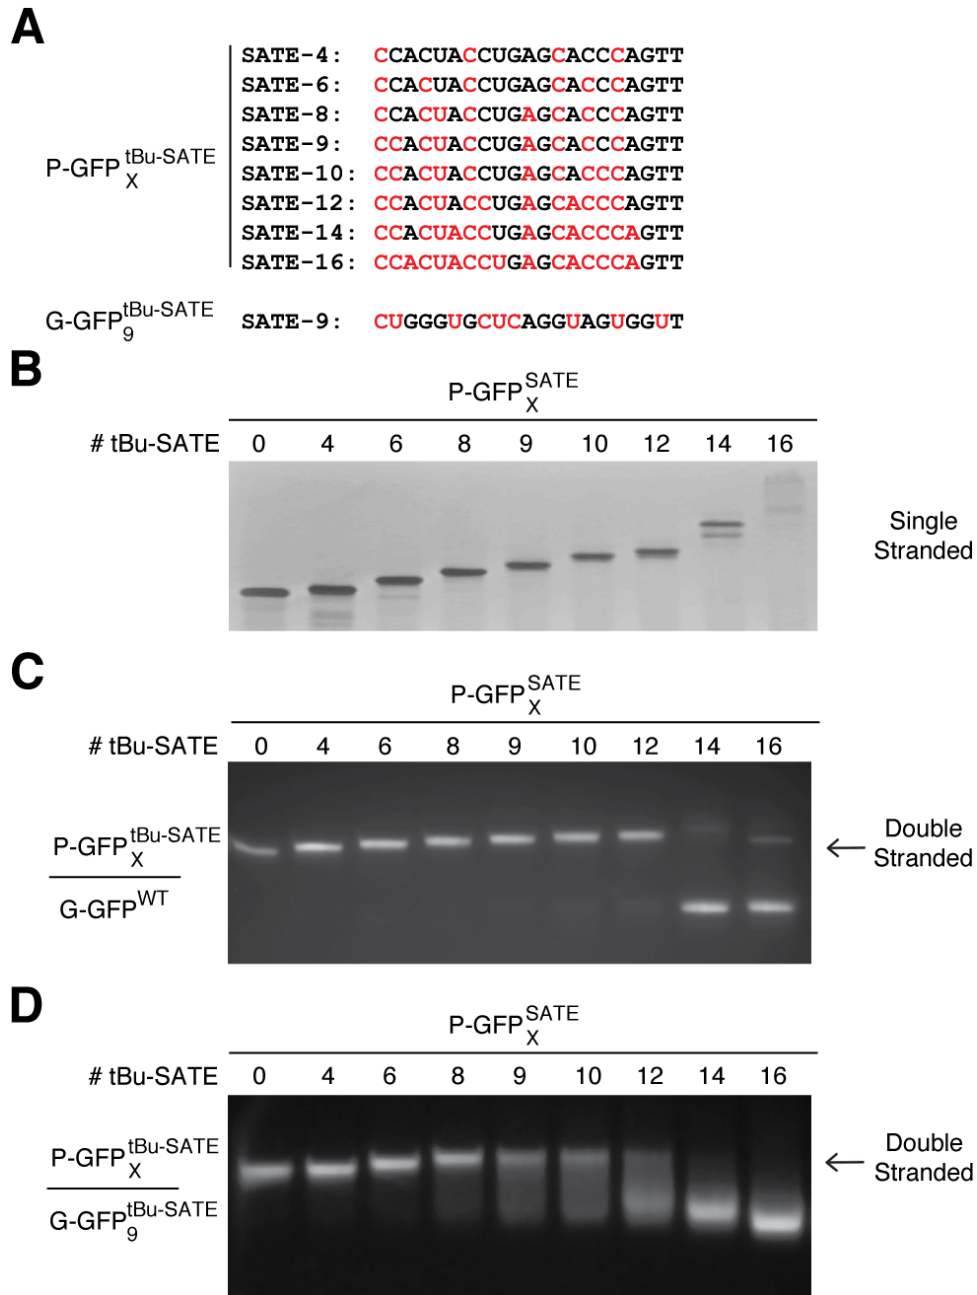 A
SATE-4: CCACUACCUGAGCACCCAGTT
SATE-6: CCACUACCUGAGCACCCAGTT
SATE-8: CCACUACCUGAGCACCCAGTT
SATE-9: CCACUACCUGAGCACCCAGTT
P-GFP tBu-SATE X
SATE-10: CCACUACCUGAGCACCCAGTT
SATE-12: CCACUACCUGAGCACCCAGTT
SATE-14: CCACUACCUGAGCACCCAGTT
SATE-16: CCACUACCUGAGCACCCAGTT
G-GFP tBu-SATE 9 SATE-9: CUGGGUGCUCAGGUAGUGGUT
B
P-GFP SATE X
# tBu-SATE 0 4 6 8 9 10 12 14 16
Single
Stranded
C
P-GFP SATE X
# tBu-SATE 0 4 6 8 9 10 12 14 16
P-GFP tBu-SATE X
G-GFP WT
Double
Stranded
D
P-GFP SATE X
# tBu-SATE 0 4 6 8 9 10 12 14 16
P-GFP tBu-SATE X
G-GFP tBu-SATE 9
Double
Stranded